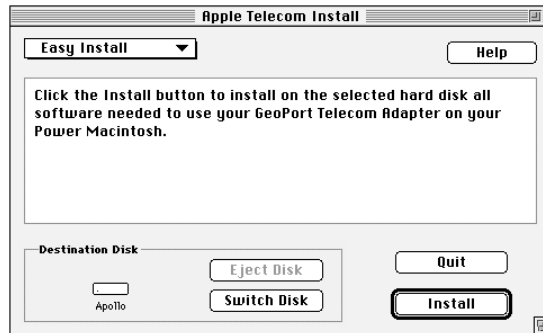 Apple Telecom Install
Easy Install
Help
Click the Install button to install on the selected hard disk all
software needed to use your GeoPort Telecom Adapter on your
Power Macintosh.
Destination Disk
Eject Disk
Quit
Apollo
Switch Disk
Install